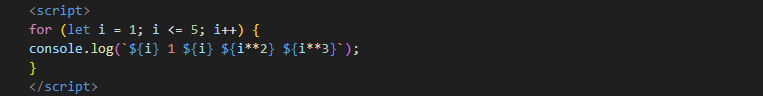 <script>
for (let i = 1; i <= 5; i++) {
console.log(`${i} 1 ${i} ${i**2} ${i**3}`);
}
</script>